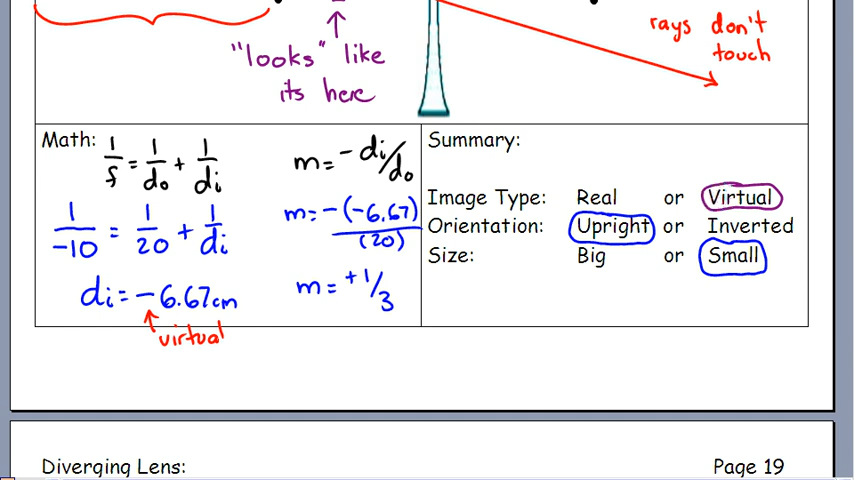 rays don't
touch
"looks" like
its here
Math:
1/f = 1/do + 1/di
m = -di/do
1/-10 = 1/20 + 1/di
m = -(-6.67)/(20)
di = -6.67cm
m = +1/3
virtual
Summary:
Image Type: Real or Virtual
Orientation: Upright or Inverted
Size: Big or Small
Diverging Lens: Page 19